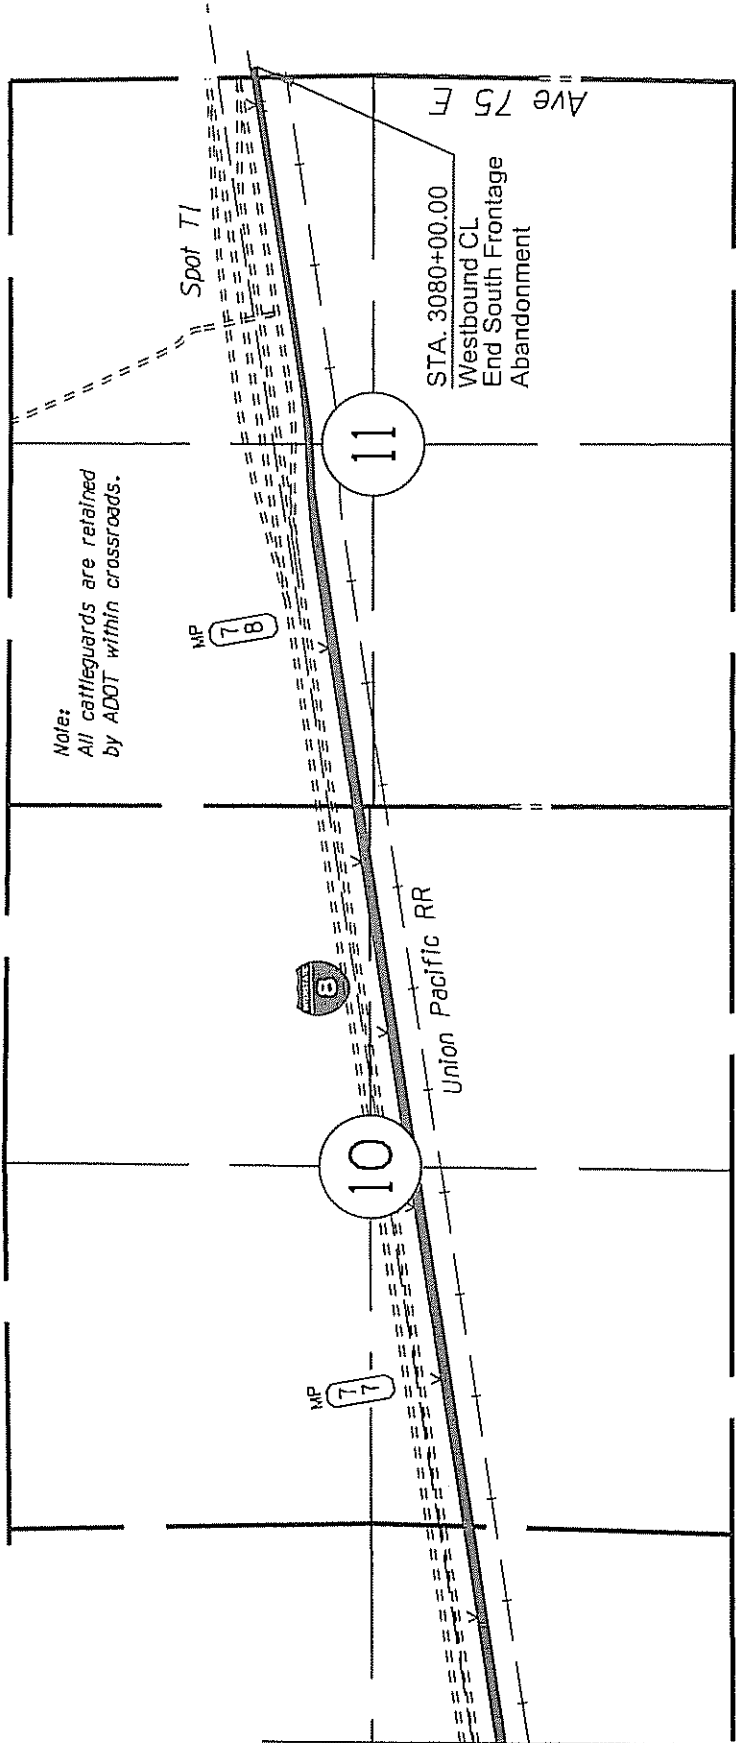 Note:
All cattleguards are retained
by ADOT within crossroads.
Spot TI
Ave 75 E
STA. 3080+00.00
Westbound CL
End South Frontage
Abandonment
11
MP
78
8
Union Pacific RR
10
MP
77